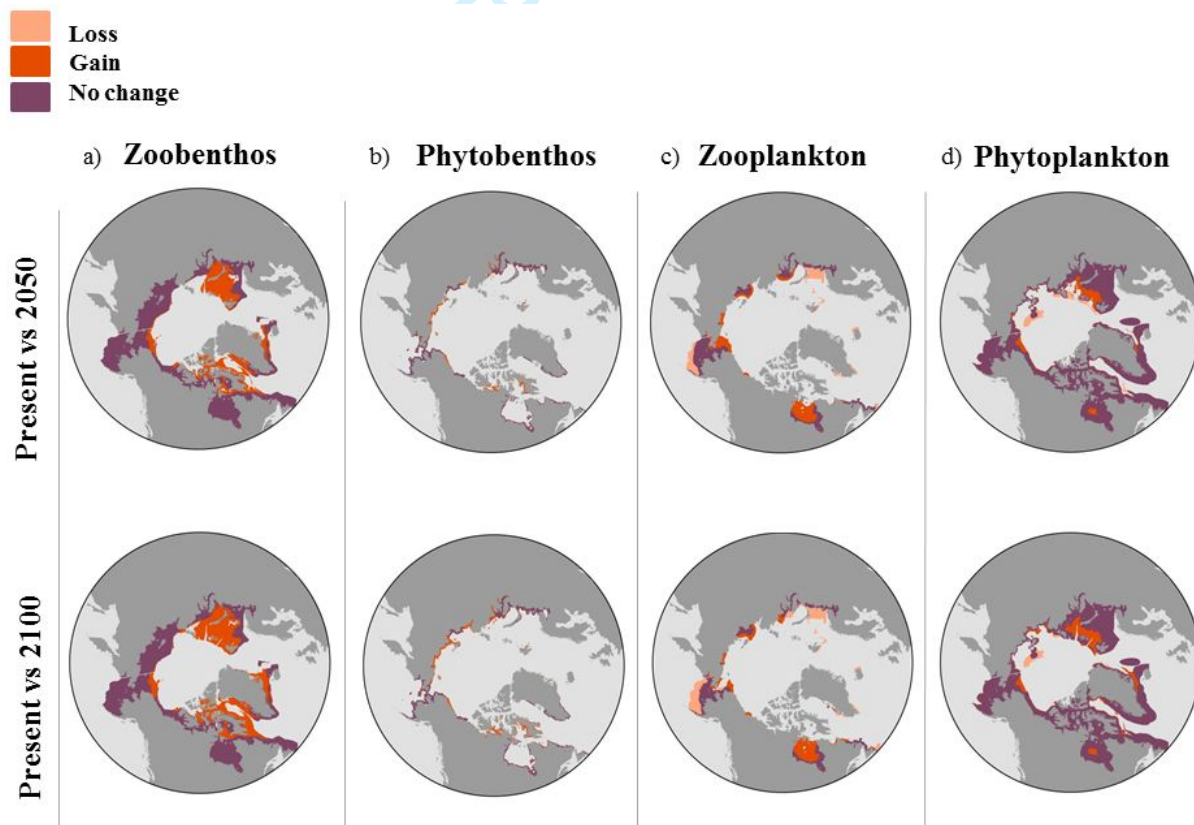 Loss
Gain
No change
a) Zoobenthos
b) Phytobenthos
c) Zooplankton
d) Phytoplankton
Present vs 2050
Present vs 2100